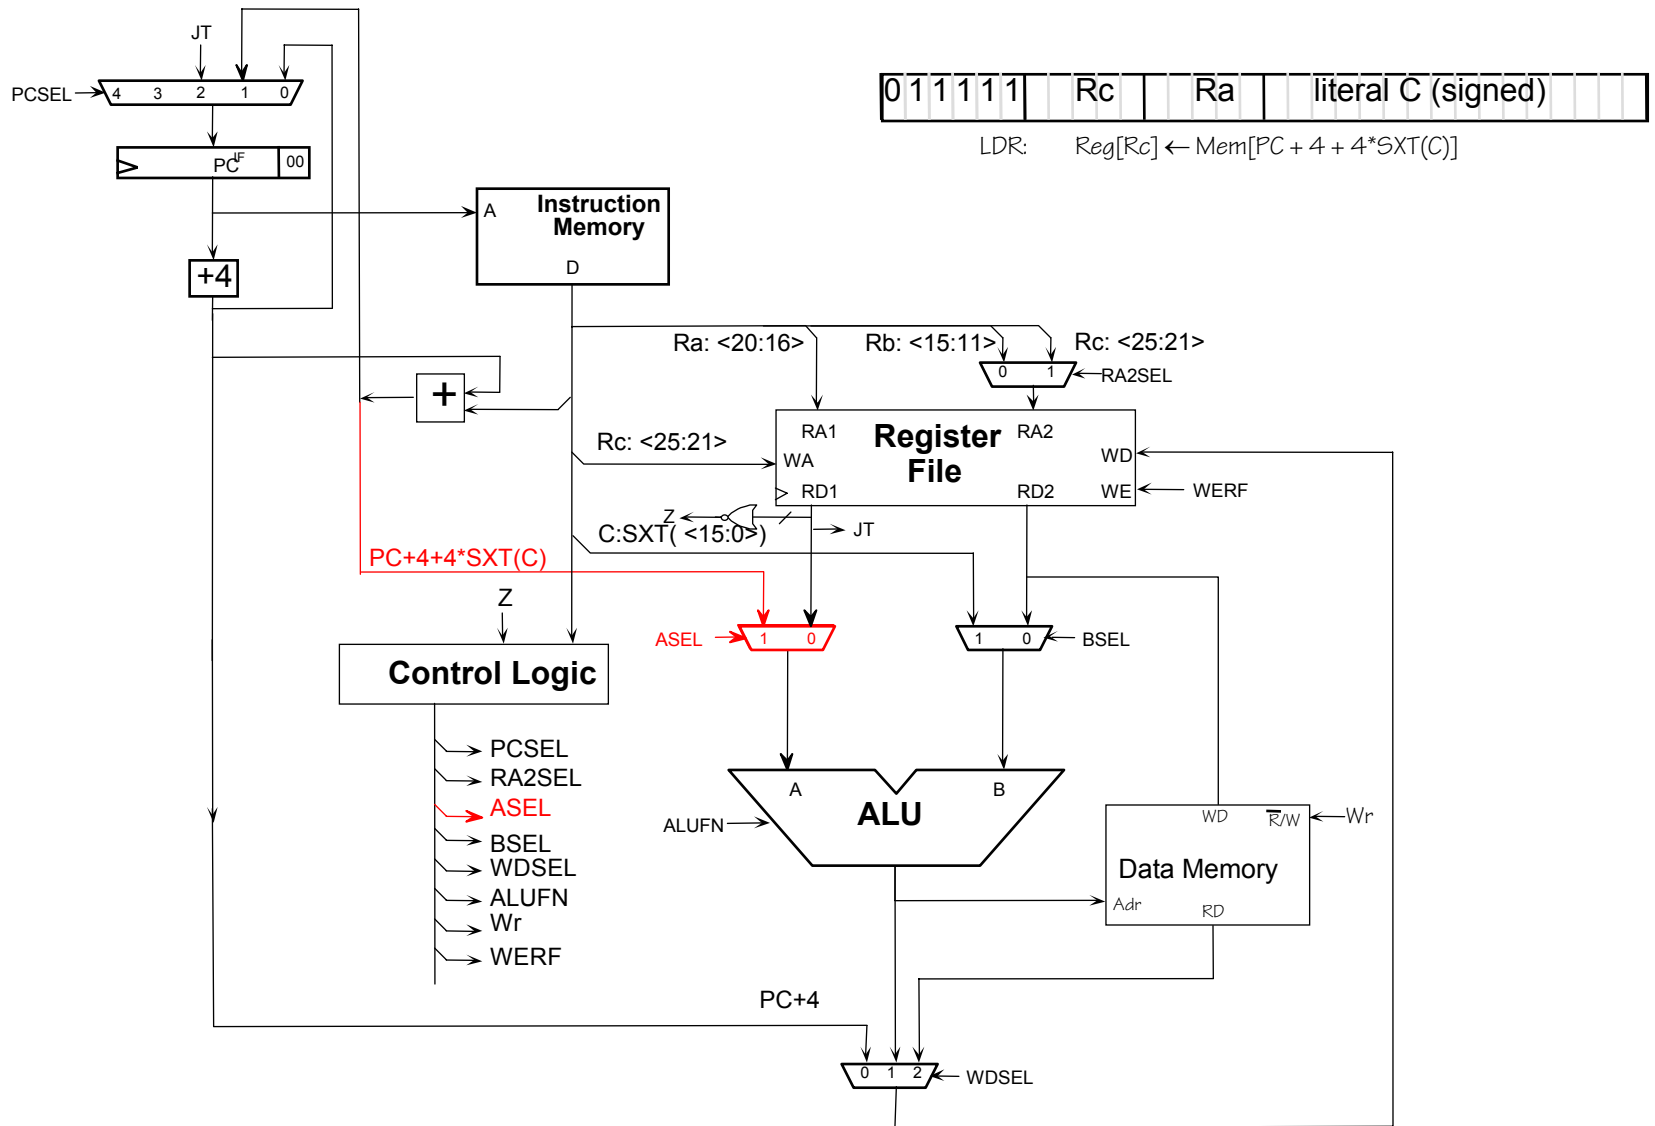 JT
PCSEL
4 3 2 1 0
PC IF 00
+4
0 1 1 1 1 1 Rc Ra literal C (signed)
LDR: Reg[Rc] ← Mem[PC + 4 + 4*SXT(C)]
A Instruction
Memory
D
Ra: <20:16> Rb: <15:11> Rc: <25:21>
0 1
RA2SEL
+
RA1 Register RA2
File
Rc: <25:21>
WA
WD
RD1 RD2 WE
WERF
Z
JT
C:SXT( <15:0>)
PC+4+4*SXT(C)
Z
ASEL
1 0
1 0
BSEL
Control Logic
PCSEL
RA2SEL
ASEL
BSEL
WDSEL
ALUFN
Wr
WERF
A B
ALU
ALUFN
WD R/W
Wr
Data Memory
Adr
RD
PC+4
0 1 2
WDSEL